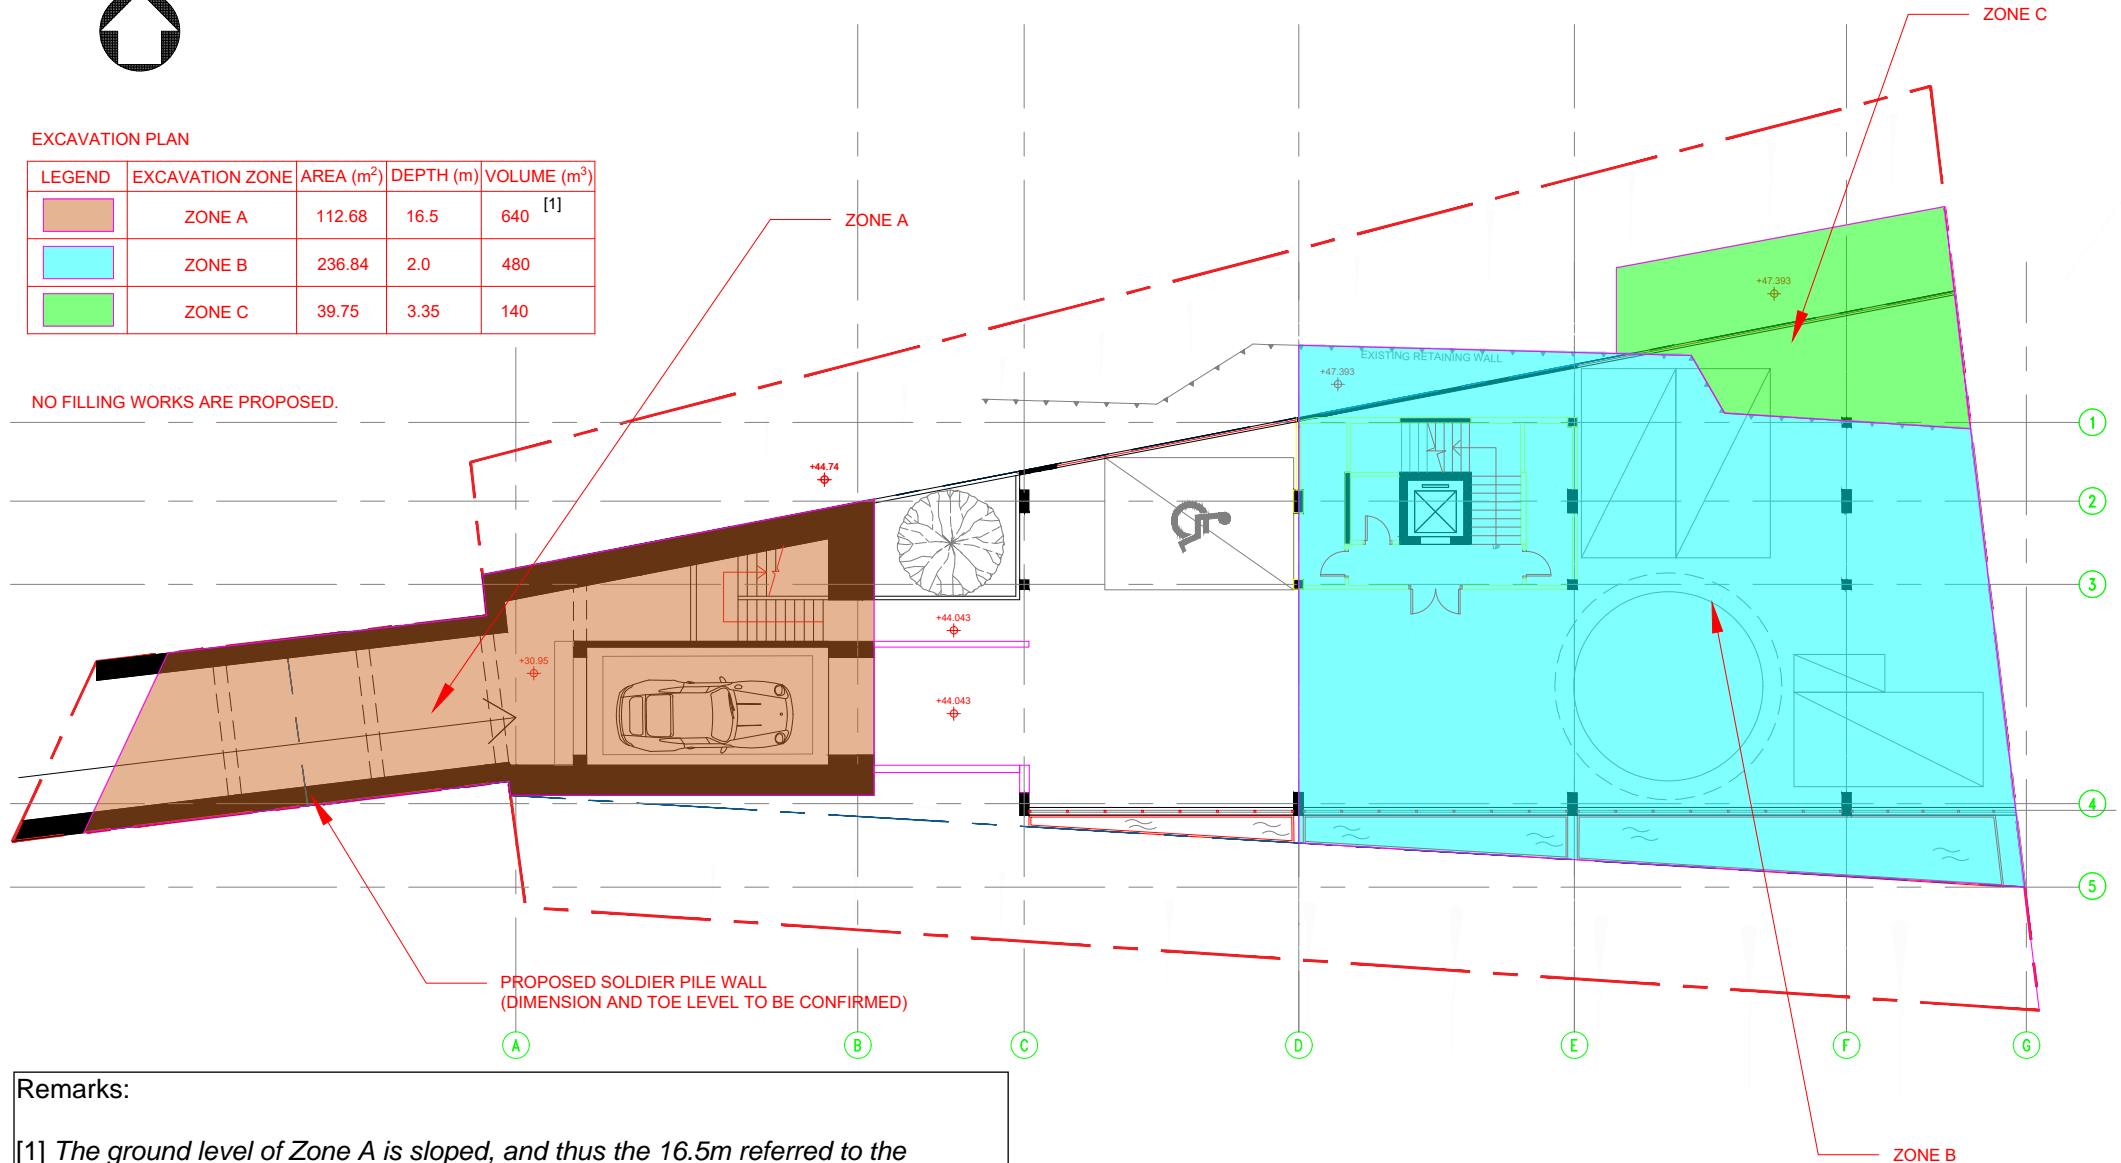 ZONE C
EXCAVATION PLAN
LEGEND EXCAVATION ZONE AREA (m²) DEPTH (m) VOLUME (m³)
ZONE A 112.68 16.5 640 [1]
ZONE B 236.84 2.0 480
ZONE C 39.75 3.35 140
ZONE A
NO FILLING WORKS ARE PROPOSED.
+47.393
EXISTING RETAINING WALL
+47.393
+44.74
+44.043
+30.95
+44.043
1
2
3
4
5
PROPOSED SOLDIER PILE WALL
(DIMENSION AND TOE LEVEL TO BE CONFIRMED)
A B C D E F G
Remarks:
[1] The ground level of Zone A is sloped, and thus the 16.5m referred to the
ZONE B